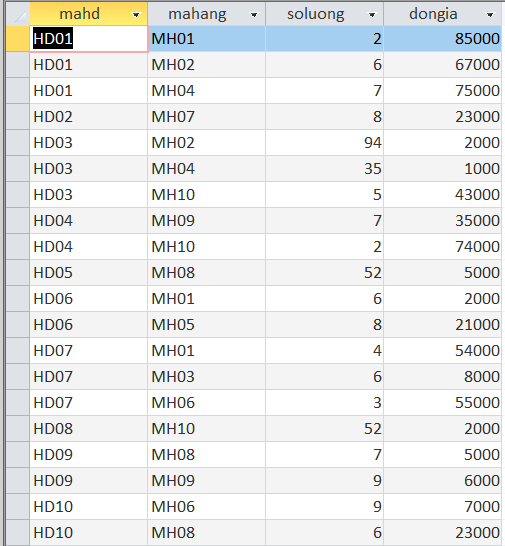 mahd mahang soluong dongia
HD01 MH01 2 85000
HD01 MH02 6 67000
HD01 MH04 7 75000
HD02 MH07 8 23000
HD03 MH02 94 2000
HD03 MH04 35 1000
HD03 MH10 5 43000
HD04 MH09 7 35000
HD04 MH10 2 74000
HD05 MH08 52 5000
HD06 MH01 6 2000
HD06 MH05 8 21000
HD07 MH01 4 54000
HD07 MH03 6 8000
HD07 MH06 3 55000
HD08 MH10 52 2000
HD09 MH08 7 5000
HD09 MH09 9 6000
HD10 MH06 9 7000
HD10 MH08 6 23000